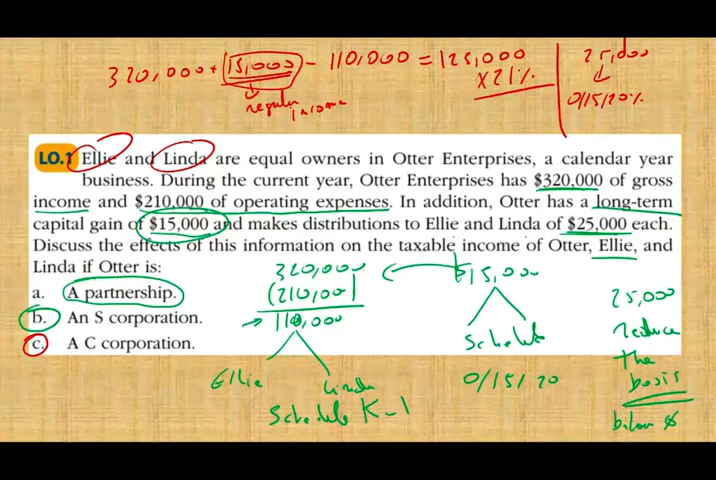 320,000 + 15,000 - 110,000 = 125,000
25,000
x 21%
0/15/20%
regular
income
LO.1 Ellie and Linda are equal owners in Otter Enterprises, a calendar year
business. During the current year, Otter Enterprises has $320,000 of gross
income and $210,000 of operating expenses. In addition, Otter has a long-term
capital gain of $15,000 and makes distributions to Ellie and Linda of $25,000 each.
Discuss the effects of this information on the taxable income of Otter, Ellie, and
Linda if Otter is:
a. A partnership.
b. An S corporation.
c. A C corporation.
320,000
15,000
(210,000)
110,000
25,000
reduce
the
basis
below
Ellie
Linda
0/15/20
Schedule K-1